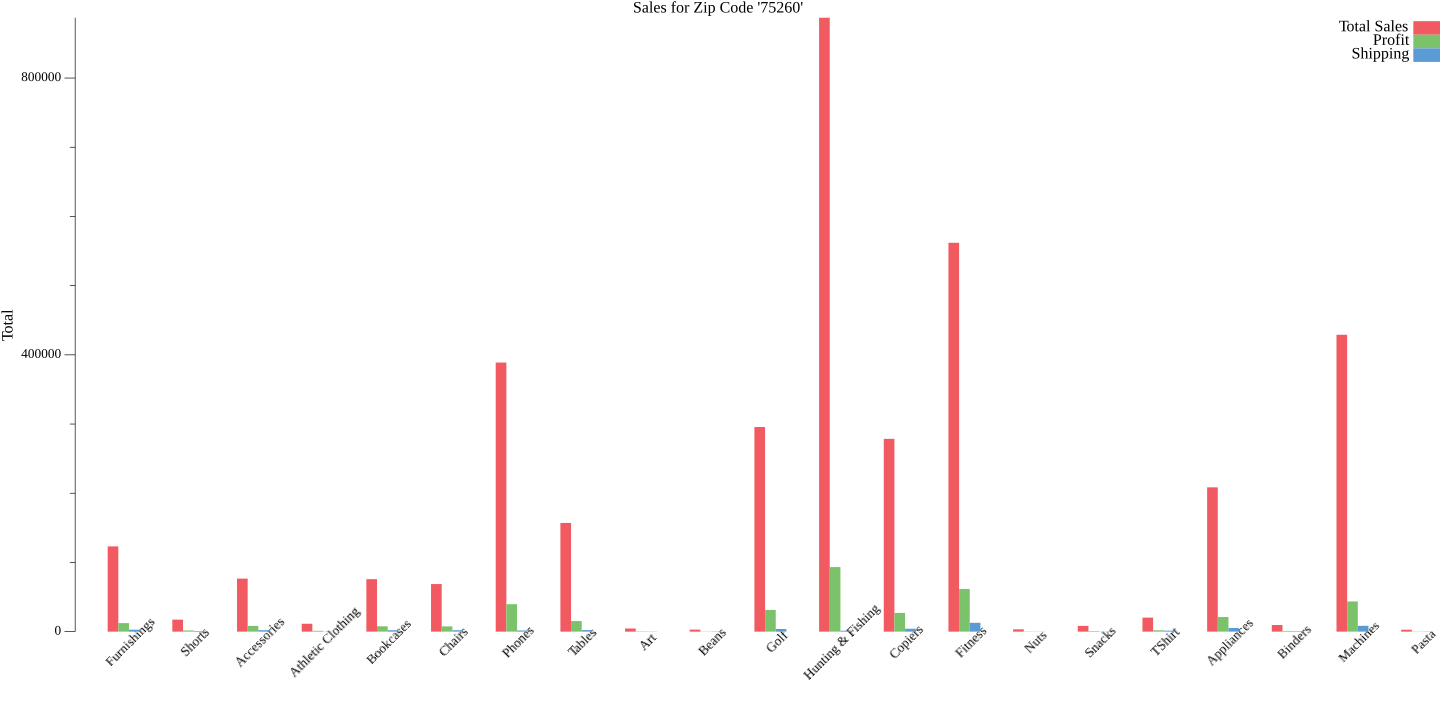 Sales for Zip Code '75260'
Total Sales
Profit
Shipping
Total
800000
400000
0
Furnishings
Shorts
Accessories
Athletic Clothing
Bookcases
Chairs
Phones
Tables
Art
Beans
Golf
Hunting & Fishing
Copiers
Fitness
Nuts
Snacks
TShirt
Appliances
Binders
Machines
Pasta